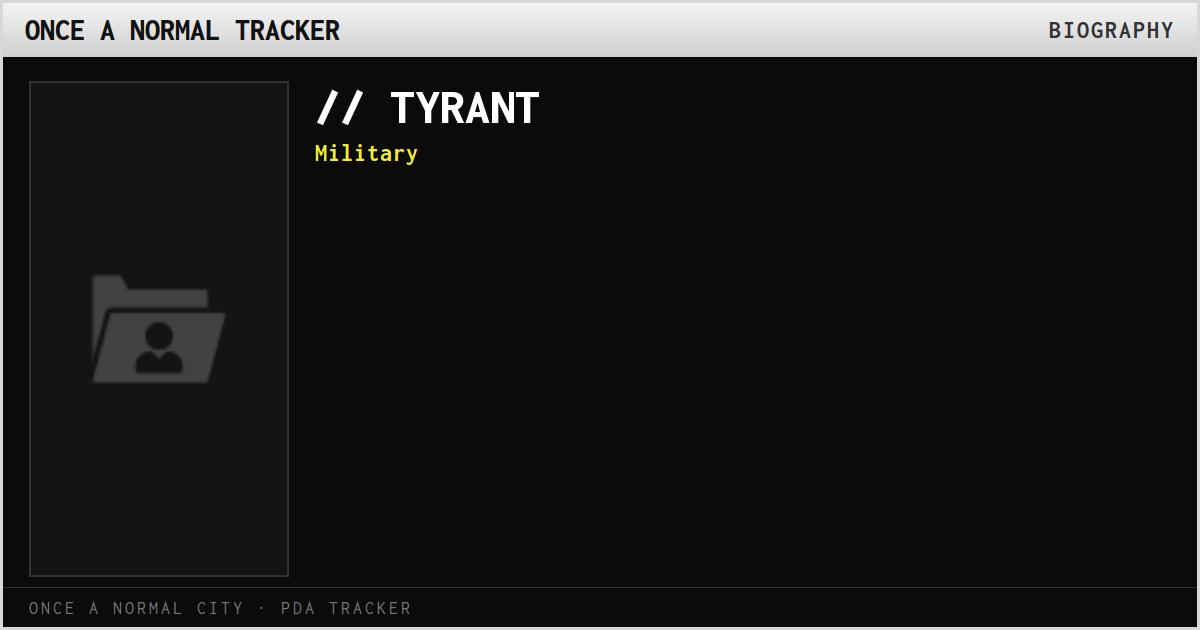 ONCE A NORMAL TRACKER
BIOGRAPHY
// TYRANT
Military
ONCE A NORMAL CITY · PDA TRACKER